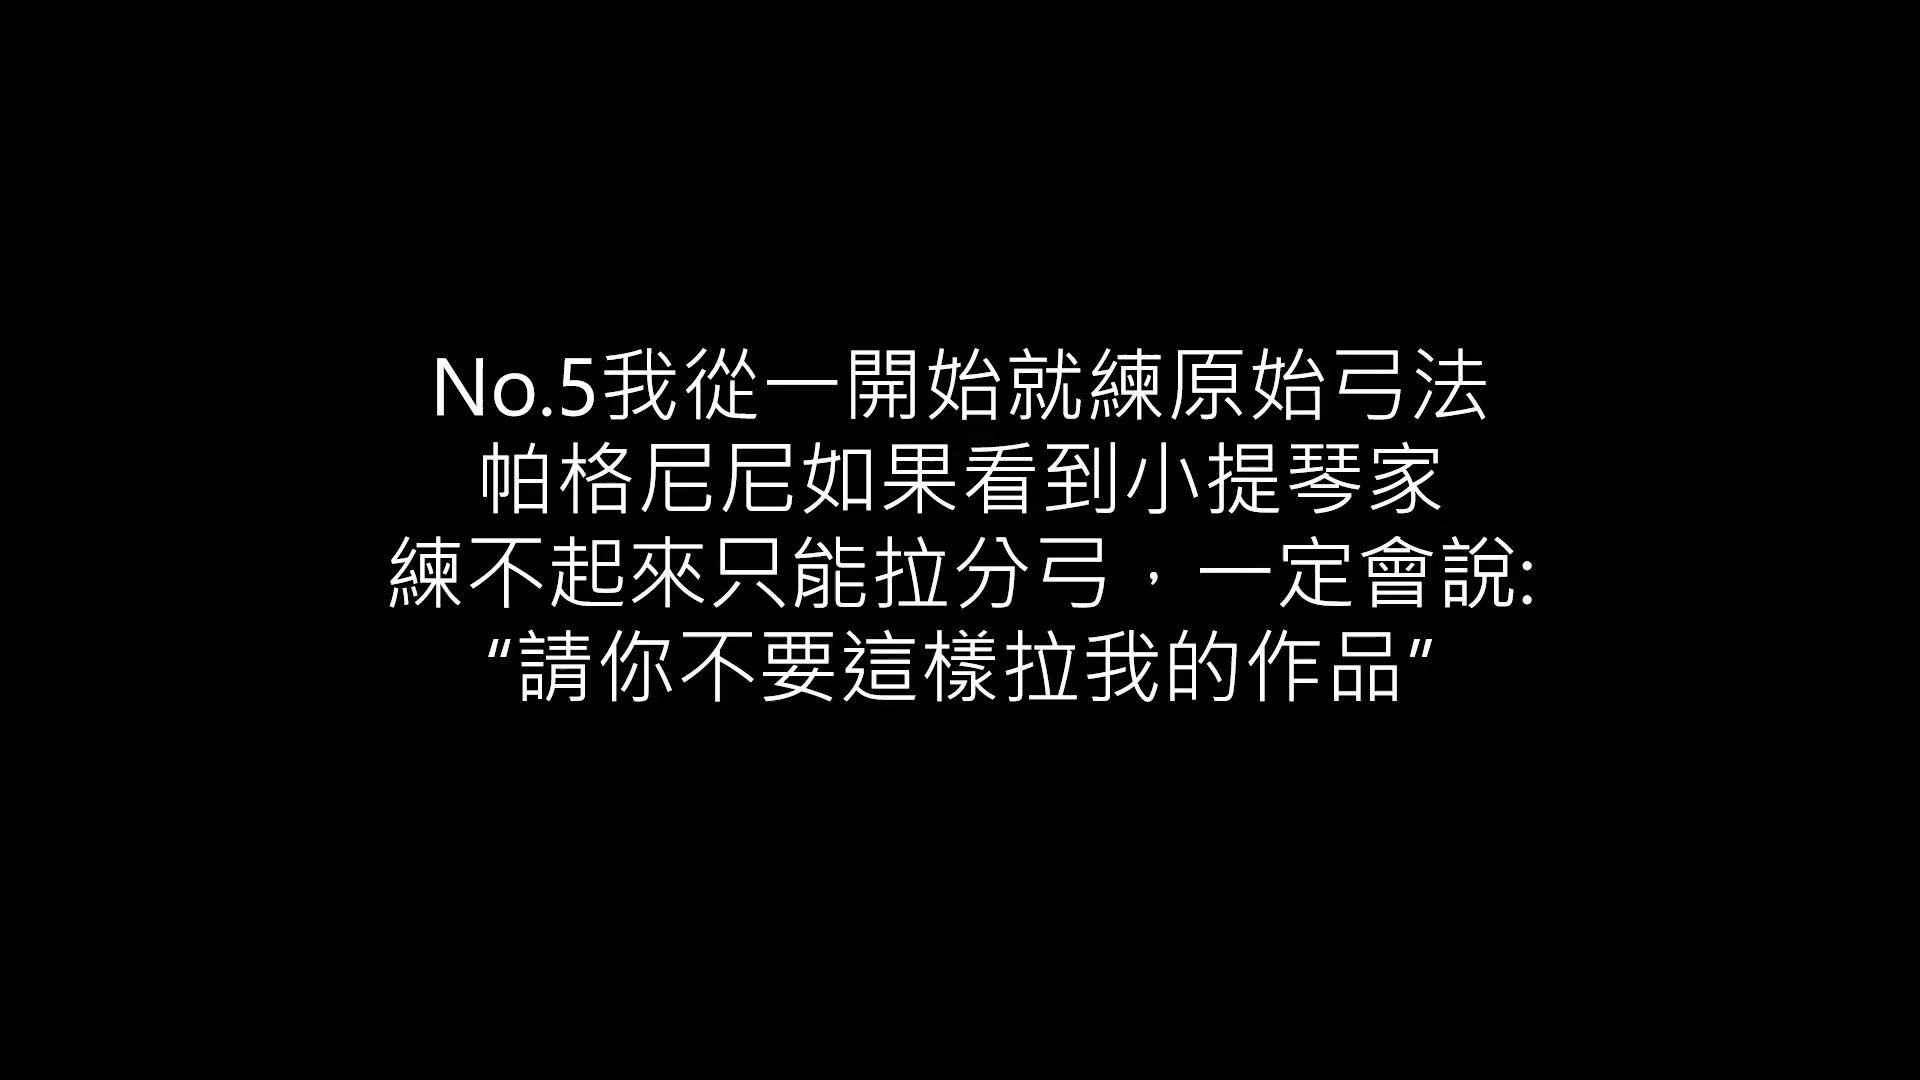 No.5我從一開始就練原始弓法
帕格尼尼如果看到小提琴家
練不起來只能拉分弓，一定會說:
“請你不要這樣拉我的作品”